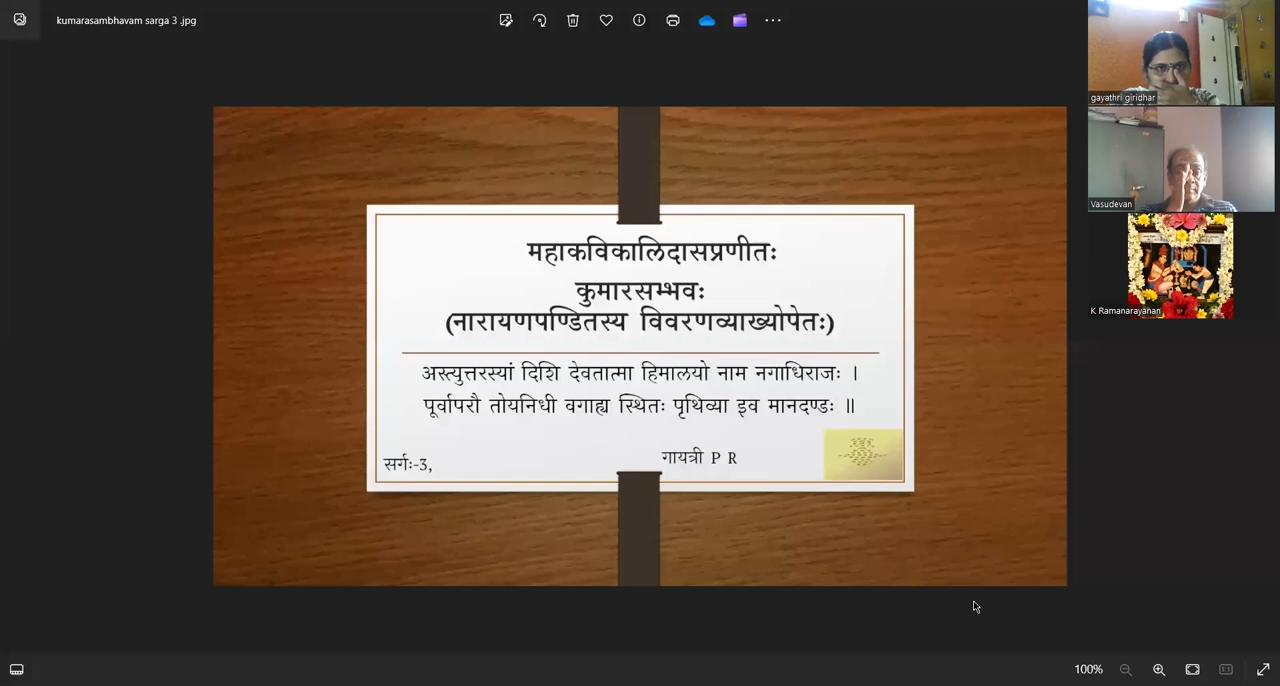 kumarasambhavam sarga 3 .jpg
gayathri giridhar
Vasudevan
K Ramanarayanan
महाकविकालिदासप्रणीतः
कुमारसम्भवः
(नारायणपण्डितस्य विवरणव्याख्योपेतः)
अस्त्युत्तरस्यां दिशि देवतात्मा हिमालयो नाम नगाधिराजः ।
पूर्वापरौ तोयनिधी वगाह्य स्थितः पृथिव्या इव मानदण्डः ॥
सर्गः-3,
गायत्री P R
100%